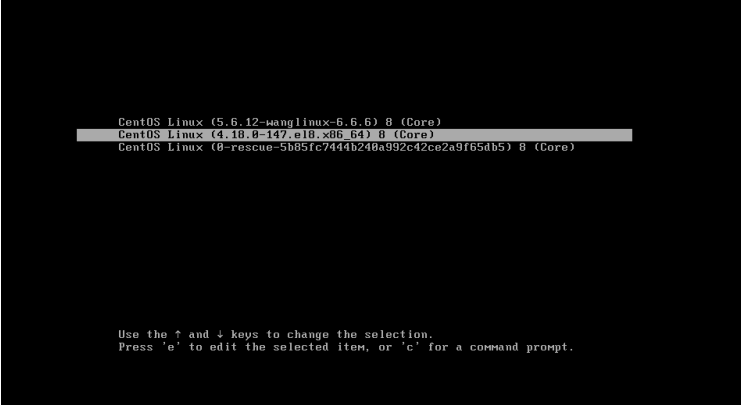 CentOS Linux (5.6.12-wanglinux-6.6.6) 8 (Core)
CentOS Linux (4.18.0-147.el8.x86_64) 8 (Core)
CentOS Linux (0-rescue-5b85fc7444b240a992c42ce2a9f65db5) 8 (Core)
Use the ↑ and ↓ keys to change the selection.
Press 'e' to edit the selected item, or 'c' for a command prompt.